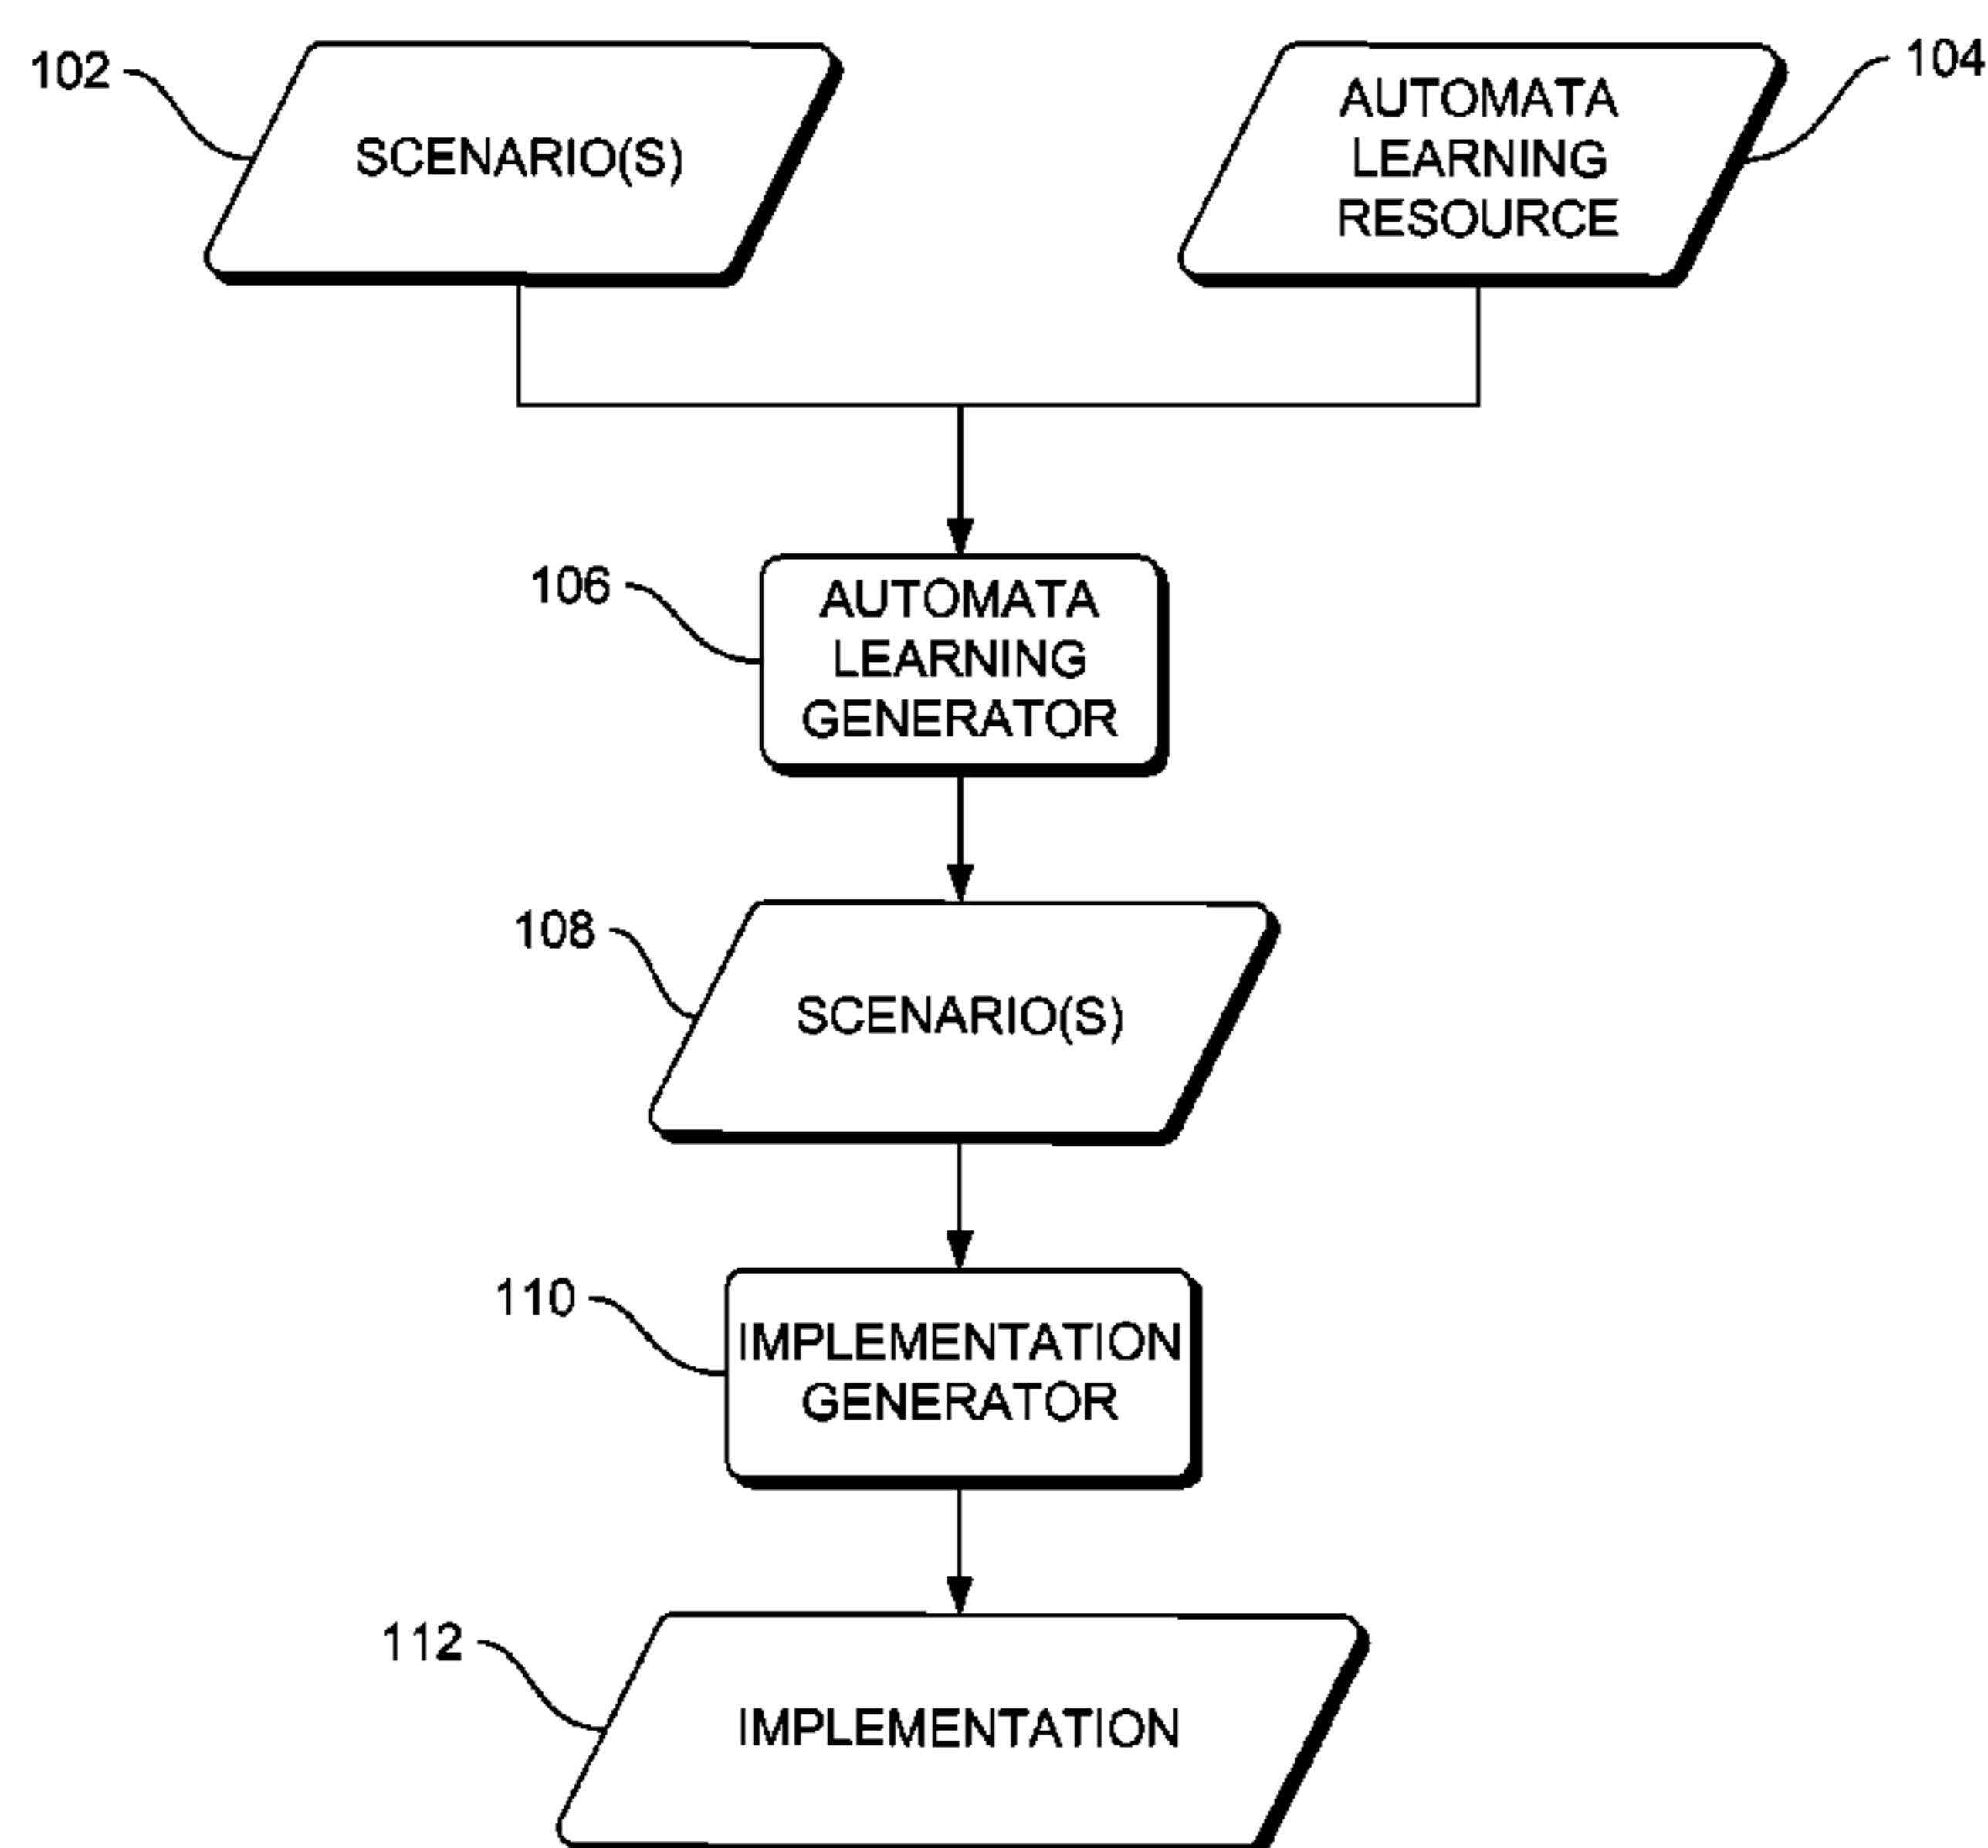 102
SCENARIO(S)
AUTOMATA
LEARNING
RESOURCE
104
106
AUTOMATA
LEARNING
GENERATOR
108
SCENARIO(S)
110
IMPLEMENTATION
GENERATOR
112
IMPLEMENTATION